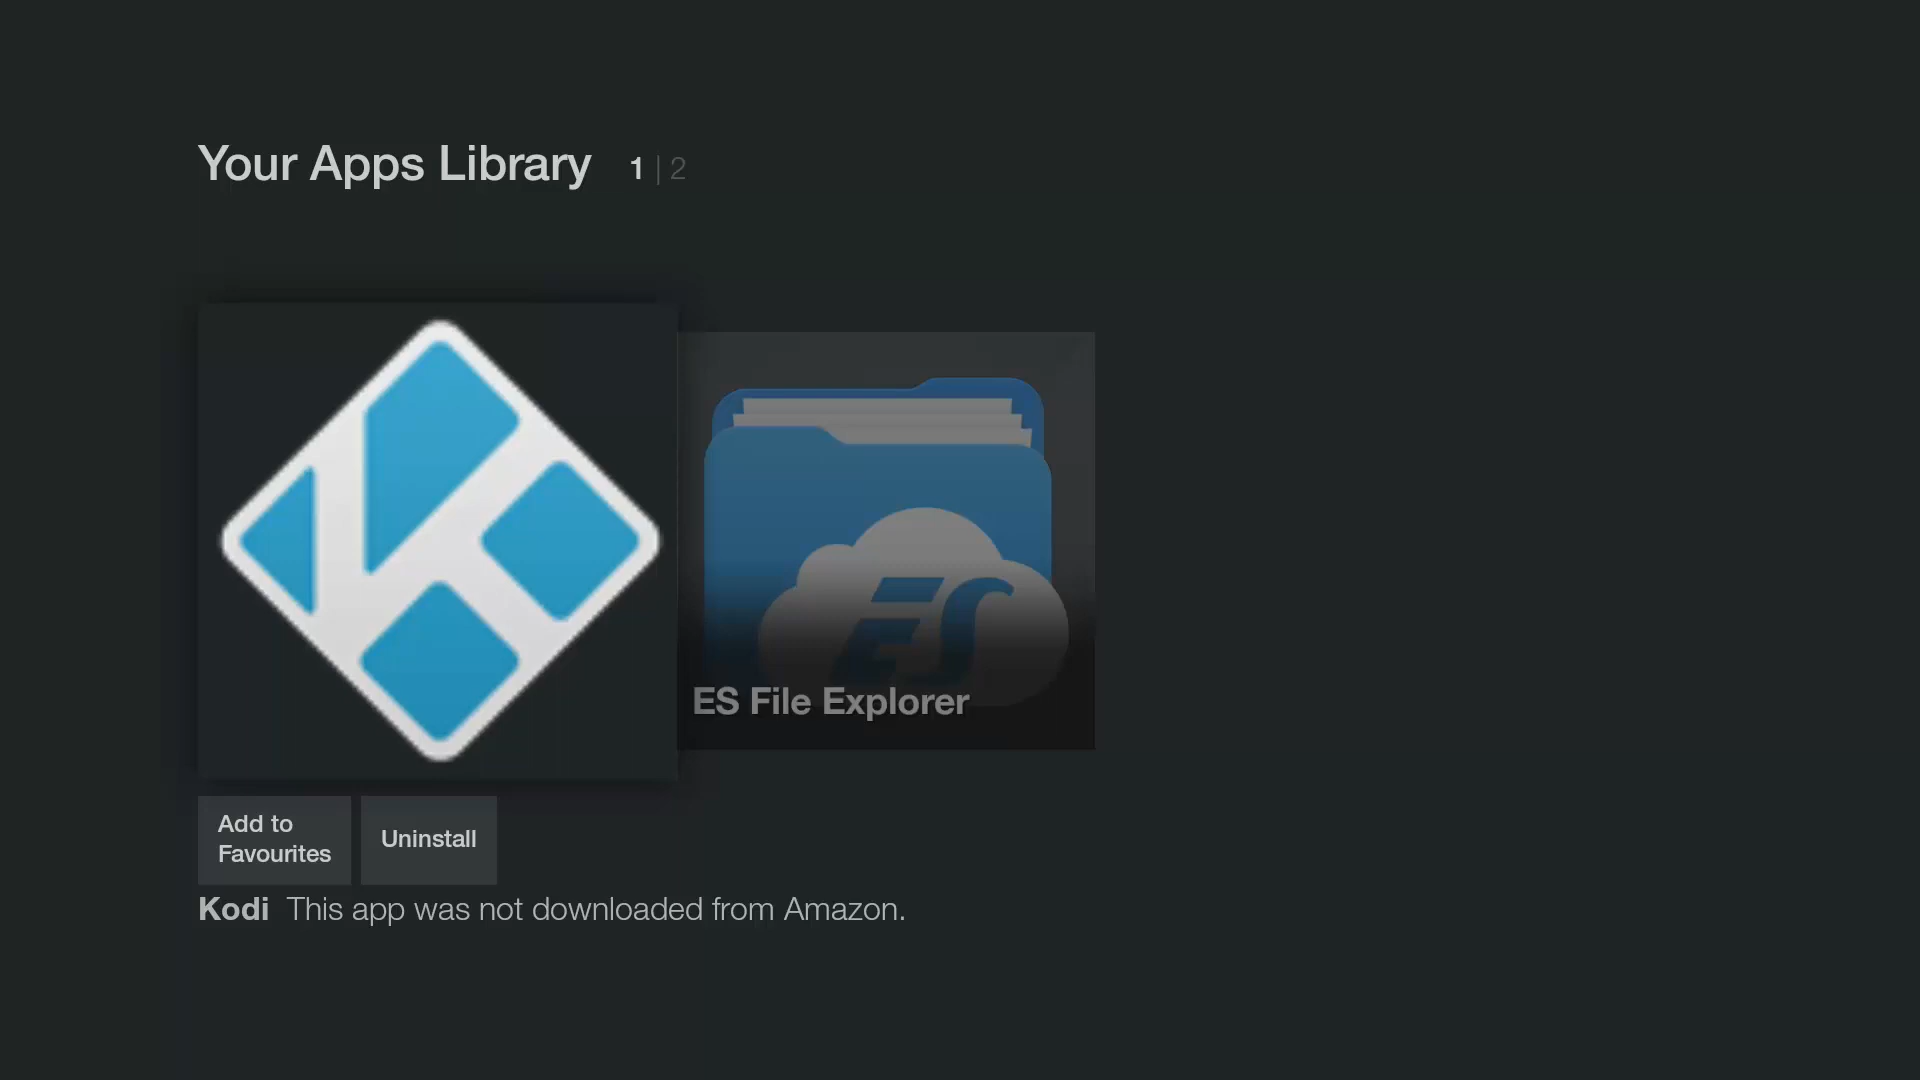 Your Apps Library 1 | 2
ES
ES File Explorer
Add to
Favourites
Uninstall
Kodi This app was not downloaded from Amazon.